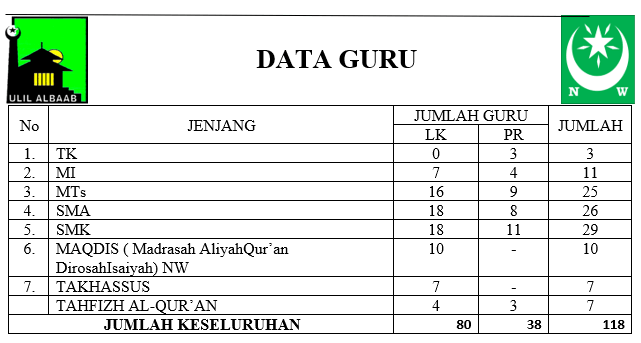 DATA GURU
ULIL ALBAAB
N W
No JENJANG JUMLAH GURU JUMLAH
LK PR
1. TK 0 3 3
2. MI 7 4 11
3. MTs 16 9 25
4. SMA 18 8 26
5. SMK 18 11 29
6. MAQDIS ( Madrasah AliyahQur’an 10 - 10
DirosahIsaiyah) NW
7. TAKHASSUS 7 - 7
TAHFIZH AL-QUR’AN 4 3 7
JUMLAH KESELURUHAN 80 38 118